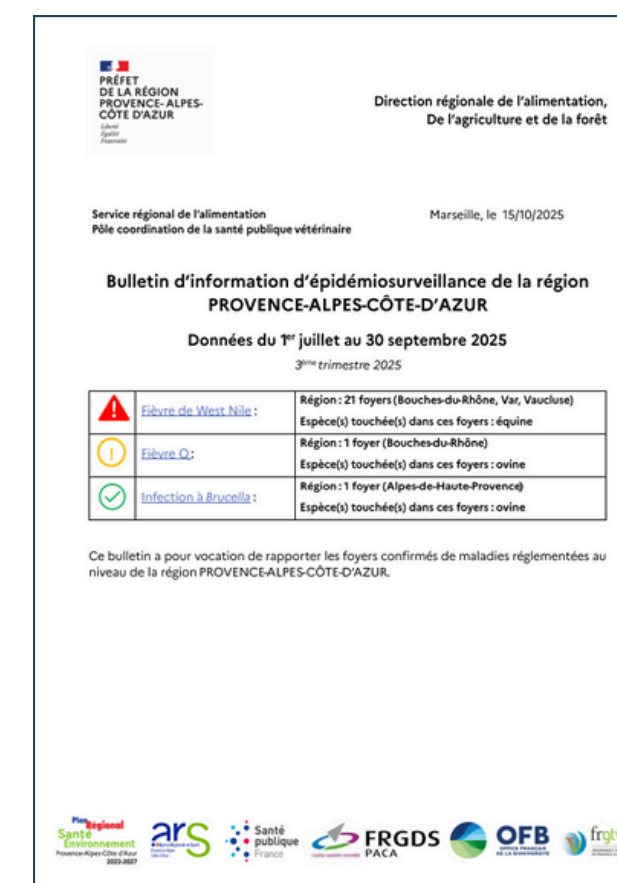 PRÉFET
DE LA RÉGION
PROVENCE-ALPES-
CÔTE D'AZUR
Liberté
Égalité
Fraternité
Direction régionale de l'alimentation,
De l'agriculture et de la forêt
Service régional de l'alimentation
Pôle coordination de la santé publique vétérinaire
Marseille, le 15/10/2025
Bulletin d'information d'épidémiosurveillance de la région
PROVENCE-ALPES-CÔTE-D'AZUR
Données du 1er juillet au 30 septembre 2025
3ème trimestre 2025
Fièvre de West Nile :
Région : 21 foyers (Bouches-du-Rhône, Var, Vaucluse)
Espèce(s) touchée(s) dans ces foyers : équine
Fièvre Q :
Région : 1 foyer (Bouches-du-Rhône)
Espèce(s) touchée(s) dans ces foyers : ovine
Infection à Brucella :
Région : 1 foyer (Alpes-de-Haute-Provence)
Espèce(s) touchée(s) dans ces foyers : ovine
Ce bulletin a pour vocation de rapporter les foyers confirmés de maladies réglementées au
niveau de la région PROVENCE-ALPES-CÔTE-D'AZUR.
Plan Régional
Santé
Environnement
Provence-Alpes-Côte d'Azur
2022-2027
ars
Santé
publique
France
FRGDS
PACA
OFB
OFFICE FRANÇAIS
DE LA BIODIVERSITÉ
frgtv